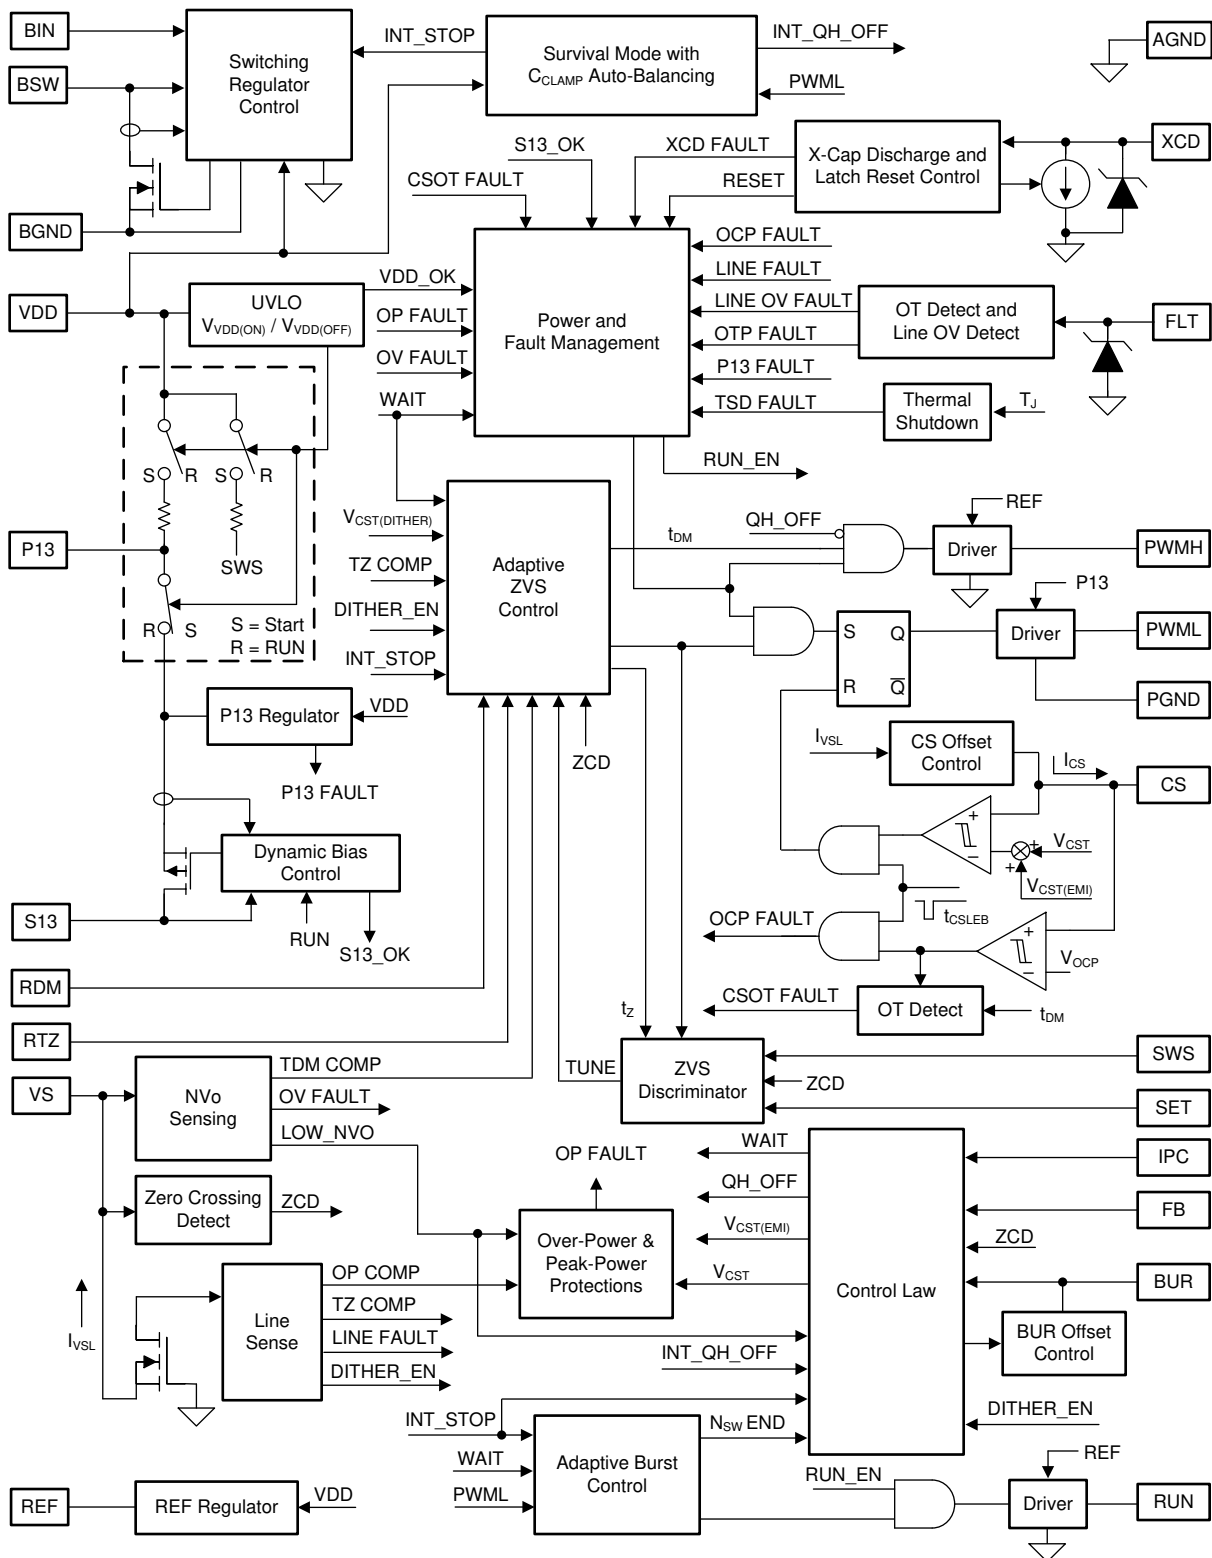 BIN
BSW
BGND
VDD
Switching
Regulator
Control
INT_STOP
Survival Mode with
CCLAMP Auto-Balancing
INT_QH_OFF
PWML
AGND
S13_OK
CSOT FAULT
XCD FAULT
RESET
X-Cap Discharge and
Latch Reset Control
XCD
UVLO
VVDD(ON) / VVDD(OFF)
VDD_OK
OP FAULT
OV FAULT
WAIT
Power and
Fault Management
OCP FAULT
LINE FAULT
LINE OV FAULT
OTP FAULT
P13 FAULT
TSD FAULT
OT Detect and
Line OV Detect
FLT
Thermal
Shutdown
TJ
RUN_EN
S
R
S
R
SWS
R
S
S = Start
R = RUN
P13
VCST(DITHER)
TZ COMP
DITHER_EN
INT_STOP
Adaptive
ZVS
Control
tDM
QH_OFF
REF
Driver
PWMH
P13
Driver
PWML
PGND
S
Q
R
Q
P13 Regulator
VDD
P13 FAULT
ZCD
IVSL
CS Offset
Control
ICS
CS
+
−
+
+
VCST
VCST(EMI)
tCSLEB
Dynamic Bias
Control
S13
RUN
S13_OK
OCP FAULT
+
−
VOCP
CSOT FAULT
OT Detect
tDM
RDM
RTZ
VS
tZ
TUNE
ZVS
Discriminator
SWS
ZCD
SET
NVo
Sensing
TDM COMP
OV FAULT
LOW_NVO
Zero Crossing
Detect
ZCD
OP FAULT
Over-Power &
Peak-Power
Protections
WAIT
QH_OFF
VCST(EMI)
VCST
Control Law
IPC
FB
ZCD
BUR
BUR Offset
Control
IVSL
Line
Sense
OP COMP
TZ COMP
LINE FAULT
DITHER_EN
INT_QH_OFF
DITHER_EN
INT_STOP
WAIT
PWML
Adaptive Burst
Control
NSW END
RUN_EN
REF
Driver
RUN
REF
REF Regulator
VDD